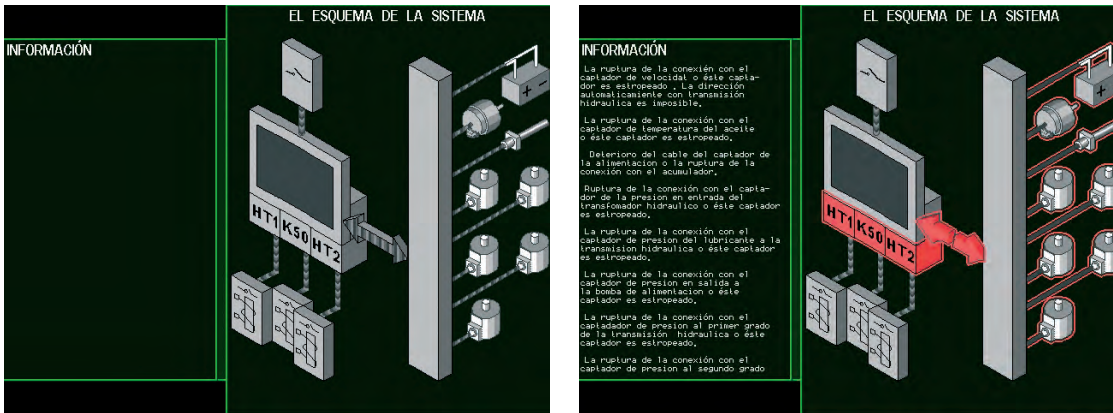 EL ESQUEMA DE LA SISTEMA
INFORMACIÓN
HT1 K50 HT2
EL ESQUEMA DE LA SISTEMA
INFORMACIÓN
La ruptura de la conexién con el
captador de velocidat o éste capta-
dor es estropeado . La dirección
automaticamente con transmisión
hidraulica es imposible.
La ruptura de la conexión con el
captador de temperatura del aceite
o éste captador es estropeado.
Deterioro del cable del captador de
la alimentacion o la ruptura de la
conexión con el acumulador.
Ruptura de la conexión con el capta-
dor de la presion en entrada del
transfomador hidraulico o éste captador
es estropeado.
La ruptura de la conexión con el
captador de presion del lubricante a la
transmision hidraulica o éste captador
es estropeado.
La ruptura de la conexión con el
captador de presion en salida a
la bomba de alimentacion o éste
captador es estropeado.
La ruptura de la conexión con el
captadador de presion al primer grado
de la transmisión hidraulica o éste
captador es estropeado.
La ruptura de la conexión con el
captador de presion al segundo grado
HT1 K50 HT2